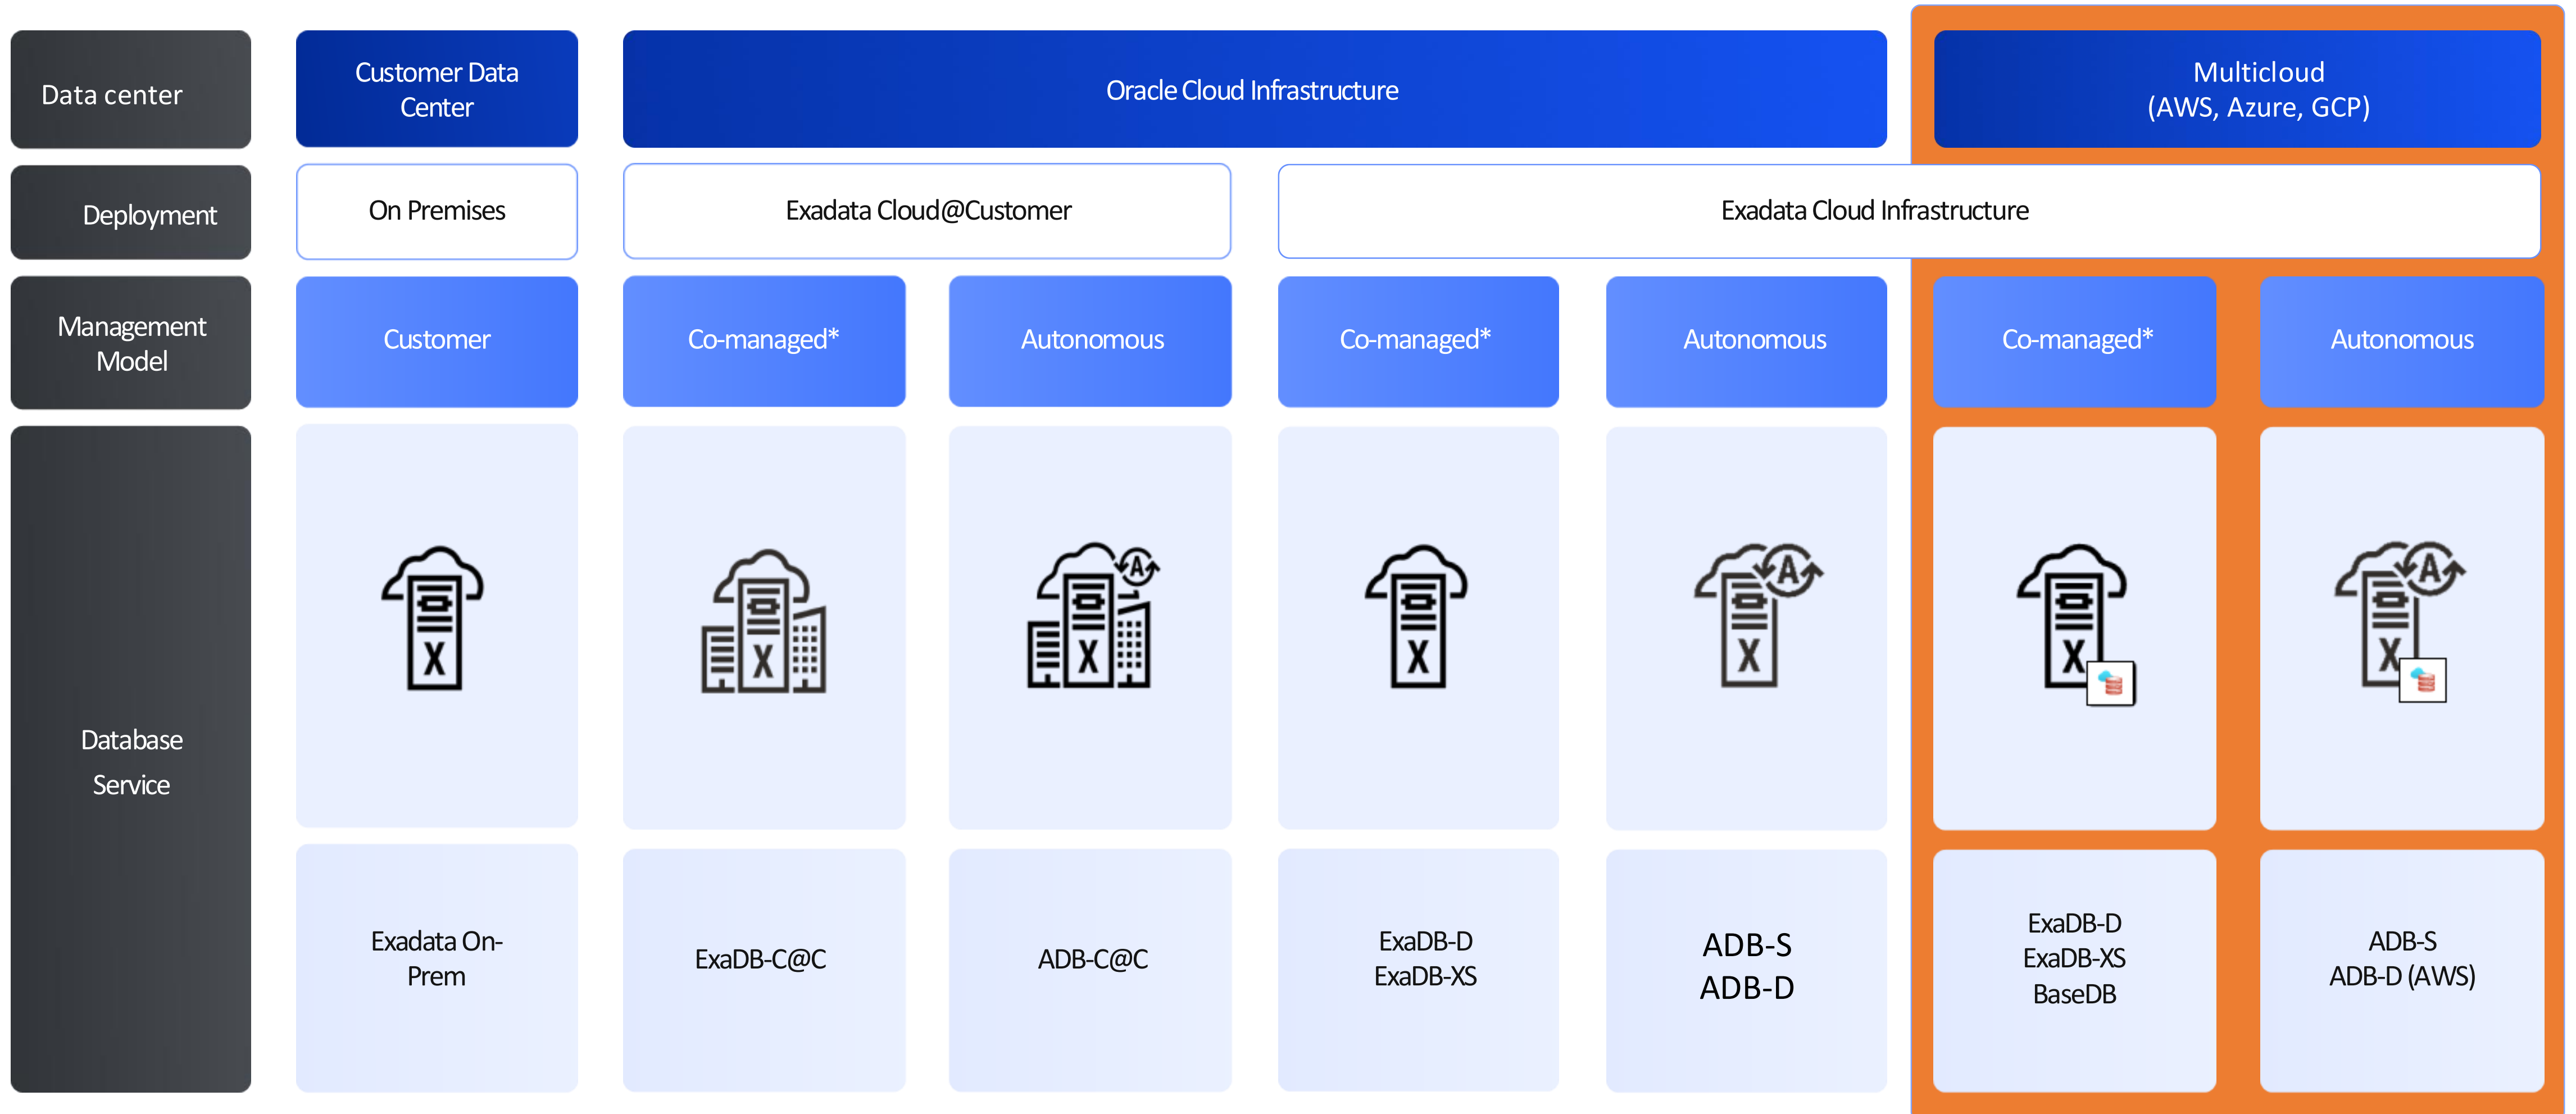 Data center
Customer Data
Center
Oracle Cloud Infrastructure
Multicloud
(AWS, Azure, GCP)
Deployment
On Premises
Exadata Cloud@Customer
Exadata Cloud Infrastructure
Management
Model
Customer
Co-managed*
Autonomous
Co-managed*
Autonomous
Co-managed*
Autonomous
Database
Service
X
X
A
X
X
A
X
X
A
X
Exadata On-
Prem
ExaDB-C@C
ADB-C@C
ExaDB-D
ExaDB-XS
ADB-S
ADB-D
ExaDB-D
ExaDB-XS
BaseDB
ADB-S
ADB-D (AWS)